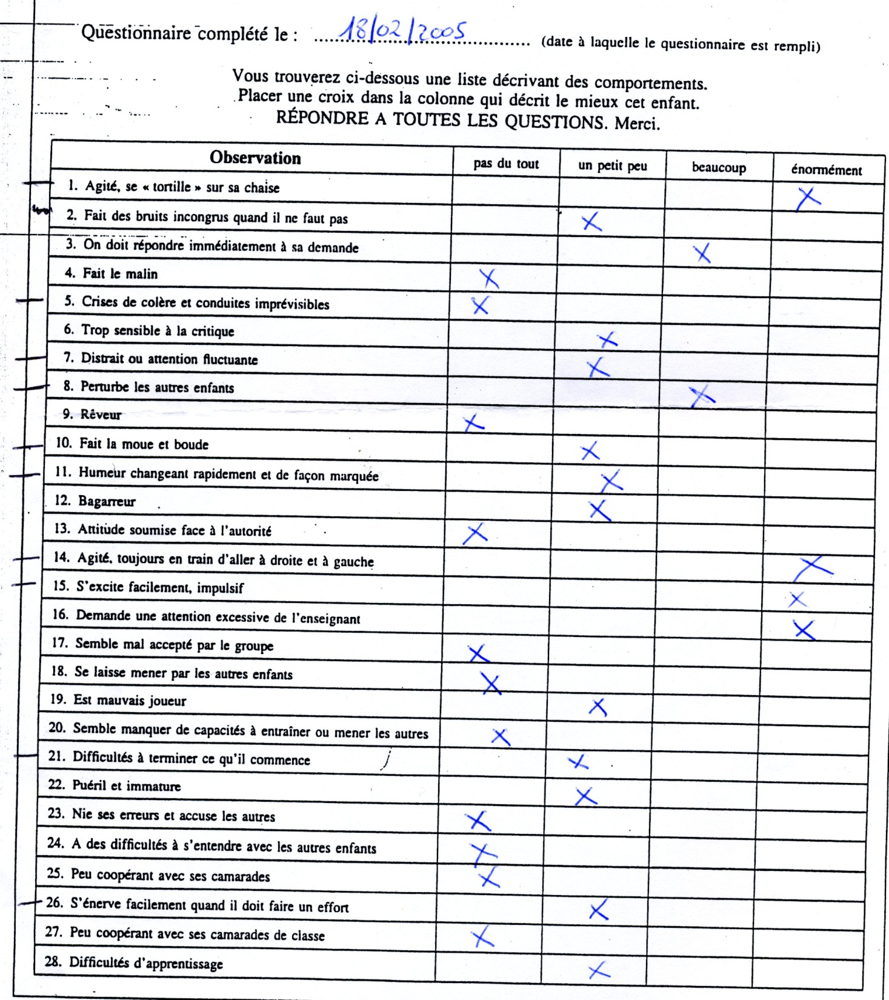 Questionnaire complété le : 18/02/2005 (date à laquelle le questionnaire est rempli)
Vous trouverez ci-dessous une liste décrivant des comportements.
Placer une croix dans la colonne qui décrit le mieux cet enfant.
RÉPONDRE A TOUTES LES QUESTIONS. Merci.
Observation pas du tout un petit peu beaucoup énormément
1. Agité, se « tortille » sur sa chaise X
2. Fait des bruits incongrus quand il ne faut pas X
3. On doit répondre immédiatement à sa demande X
4. Fait le malin X
5. Crises de colère et conduites imprévisibles X
6. Trop sensible à la critique X
7. Distrait ou attention fluctuante X
8. Perturbe les autres enfants X
9. Rêveur X
10. Fait la moue et boude X
11. Humeur changeant rapidement et de façon marquée X
12. Bagarreur X
13. Attitude soumise face à l'autorité X
14. Agité, toujours en train d'aller à droite et à gauche X
15. S'excite facilement, impulsif X
16. Demande une attention excessive de l'enseignant X
17. Semble mal accepté par le groupe X
18. Se laisse mener par les autres enfants X
19. Est mauvais joueur X
20. Semble manquer de capacités à entraîner ou mener les autres X
21. Difficultés à terminer ce qu'il commence X
22. Puéril et immature X
23. Nie ses erreurs et accuse les autres X
24. A des difficultés à s'entendre avec les autres enfants X
25. Peu coopérant avec ses camarades X
26. S'énerve facilement quand il doit faire un effort X
27. Peu coopérant avec ses camarades de classe X
28. Difficultés d'apprentissage X